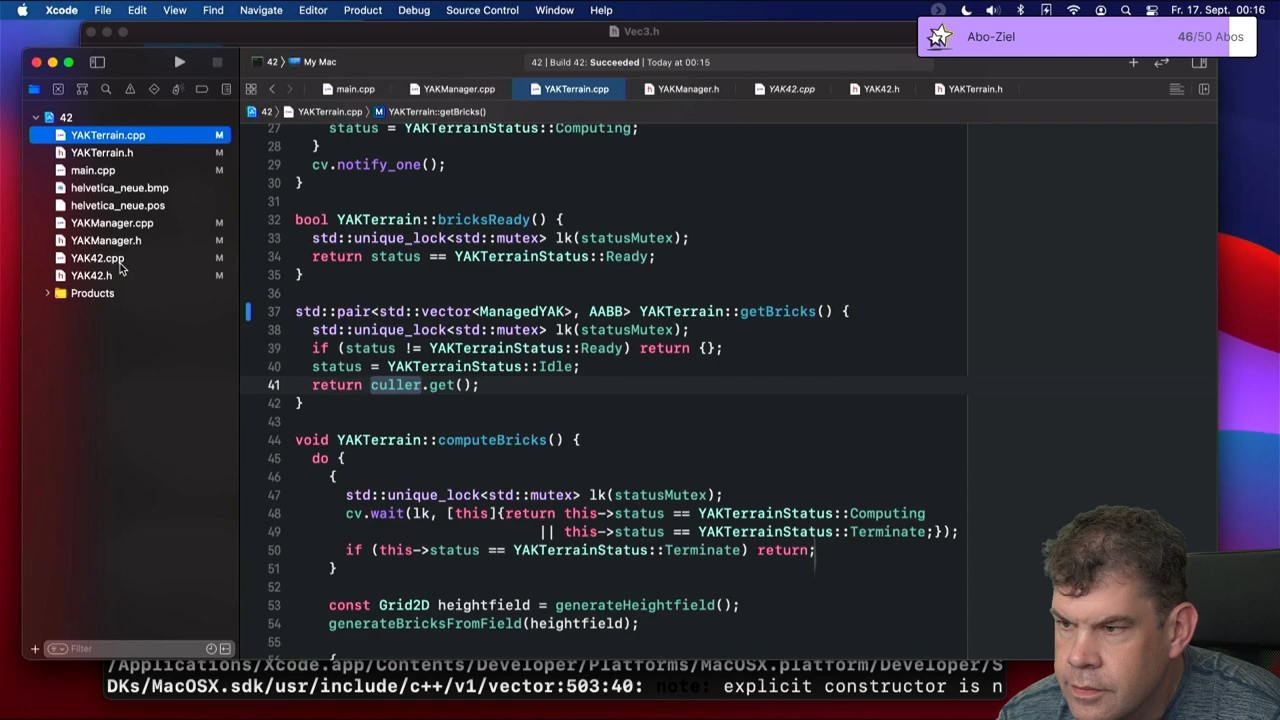 Xcode File Edit View Find Navigate Editor Product Debug Source Control Window Help Fr. 17. Sept. 00:16
Vec3.h
Abo-Ziel 46/50 Abos
42 My Mac 42 | Build 42: Succeeded | Today at 00:15
main.cpp YAKManager.cpp YAKTerrain.cpp YAKManager.h YAK42.cpp YAK42.h YAKTerrain.h
42 YAKTerrain.cpp M YAKTerrain::getBricks()
42
YAKTerrain.cpp M
YAKTerrain.h M
main.cpp M
helvetica_neue.bmp
helvetica_neue.pos
YAKManager.cpp M
YAKManager.h M
YAK42.cpp M
YAK42.h M
Products
Filter
27 status = YAKTerrainStatus::Computing;
28 }
29 cv.notify_one();
30 }
31
32 bool YAKTerrain::bricksReady() {
33 std::unique_lock<std::mutex> lk(statusMutex);
34 return status == YAKTerrainStatus::Ready;
35 }
36
37 std::pair<std::vector<ManagedYAK>, AABB> YAKTerrain::getBricks() {
38 std::unique_lock<std::mutex> lk(statusMutex);
39 if (status != YAKTerrainStatus::Ready) return {};
40 status = YAKTerrainStatus::Idle;
41 return culler.get();
42 }
43
44 void YAKTerrain::computeBricks() {
45 do {
46 {
47 std::unique_lock<std::mutex> lk(statusMutex);
48 cv.wait(lk, [this]{return this->status == YAKTerrainStatus::Computing
49 || this->status == YAKTerrainStatus::Terminate;});
50 if (this->status == YAKTerrainStatus::Terminate) return;
51 }
52
53 const Grid2D heightfield = generateHeightfield();
54 generateBricksFromField(heightfield);
55
{
/Applications/Xcode.app/Contents/Developer/Platforms/MacOSX.platform/Developer/S
DKs/MacOSX.sdk/usr/include/c++/v1/vector:503:40: note: explicit constructor is n